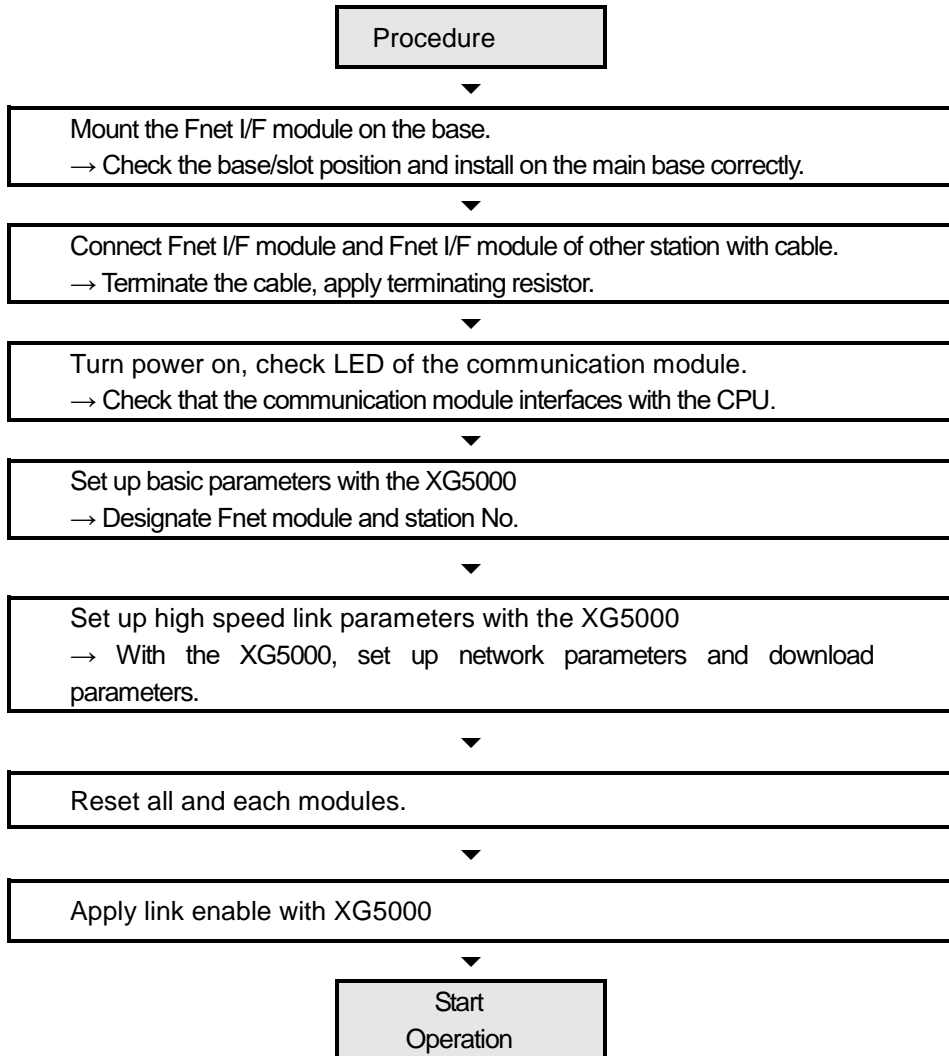 Procedure
Mount the Fnet I/F module on the base.
→ Check the base/slot position and install on the main base correctly.
Connect Fnet I/F module and Fnet I/F module of other station with cable.
→ Terminate the cable, apply terminating resistor.
Turn power on, check LED of the communication module.
→ Check that the communication module interfaces with the CPU.
Set up basic parameters with the XG5000
→ Designate Fnet module and station No.
Set up high speed link parameters with the XG5000
→ With the XG5000, set up network parameters and download
parameters.
Reset all and each modules.
Apply link enable with XG5000
Start
Operation